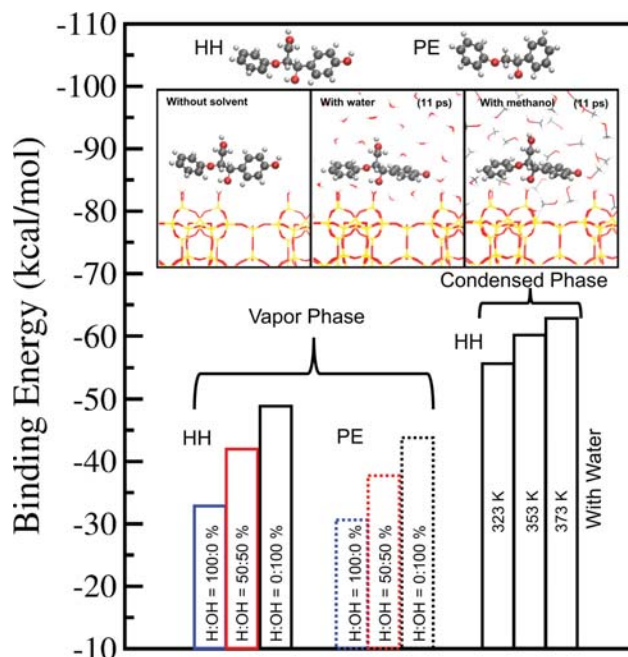 Binding Energy (kcal/mol)
-110
-100
-90
-80
-70
-60
-50
-40
-30
-20
-10
HH
PE
Without solvent
With water (11 ps)
With methanol (11 ps)
Vapor Phase
HH
H:OH = 100:0 %
H:OH = 50:50 %
H:OH = 0:100 %
PE
H:OH = 100:0 %
H:OH = 50:50 %
H:OH = 0:100 %
Condensed Phase
HH
323 K
353 K
373 K
With Water